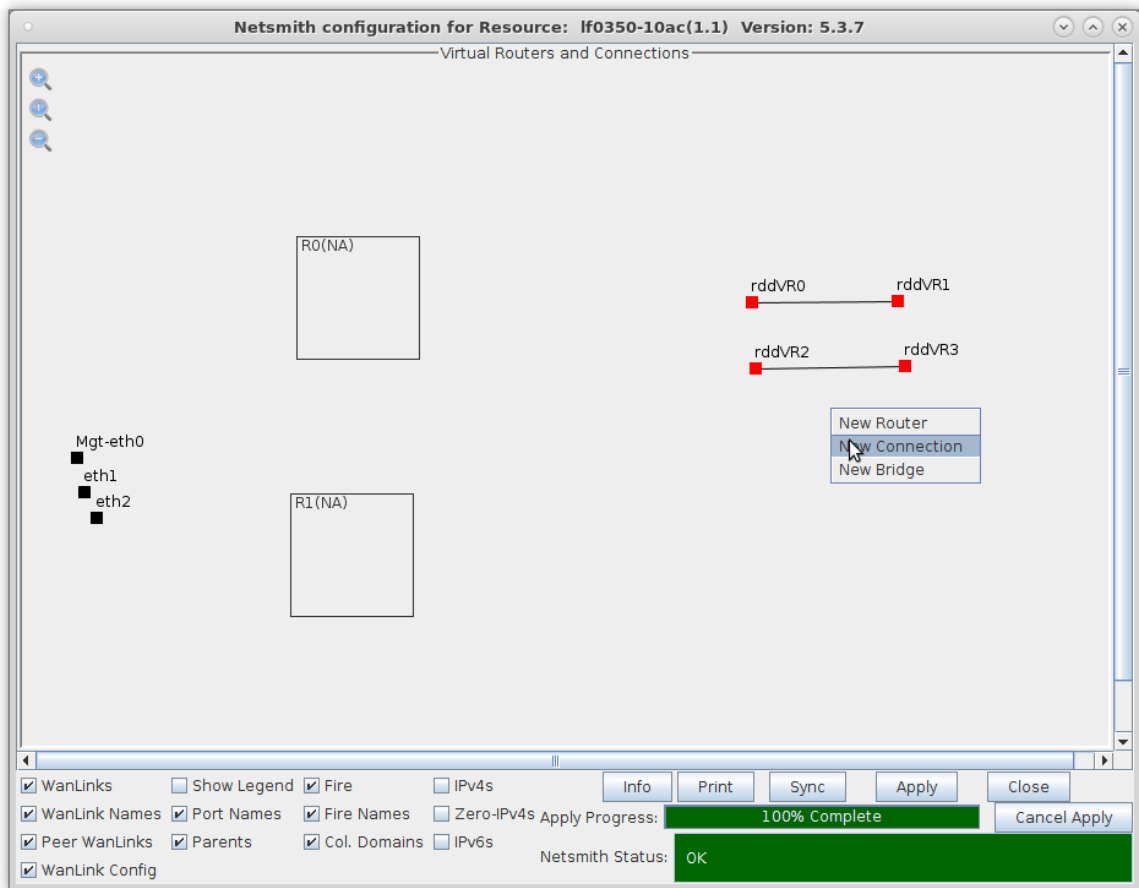 Netsmith configuration for Resource:  lf0350-10ac(1.1)  Version: 5.3.7
Virtual Routers and Connections
R0(NA)
rddVR0
rddVR1
rddVR2
rddVR3
New Router
New Connection
New Bridge
Mgt-eth0
eth1
eth2
R1(NA)
WanLinks Show Legend Fire IPv4s Info Print Sync Apply Close
WanLink Names Port Names Fire Names Zero-IPv4s Apply Progress: 100% Complete Cancel Apply
Peer WanLinks Parents Col. Domains IPv6s
Netsmith Status: OK
WanLink Config